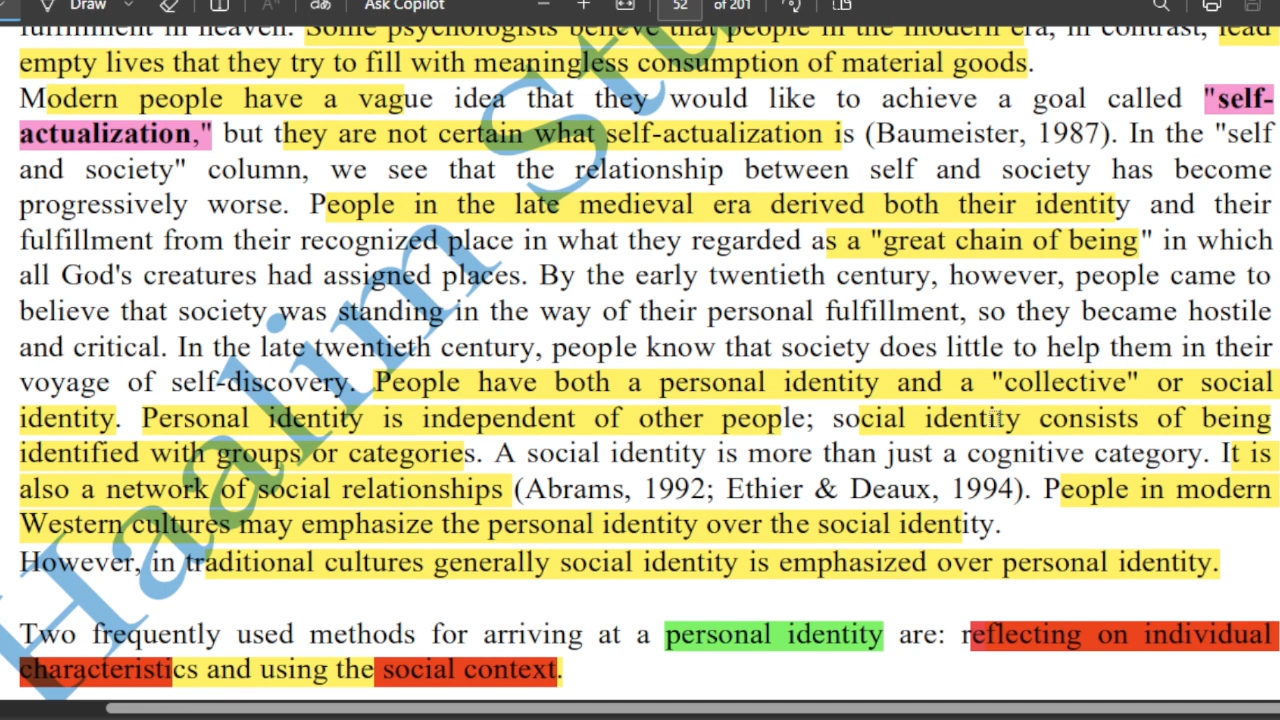 Draw
Ask Copilot
52 of 201
fulfillment in heaven. Some psychologists believe that people in the modern era, in contrast, lead
empty lives that they try to fill with meaningless consumption of material goods.
Modern people have a vague idea that they would like to achieve a goal called "self-
actualization," but they are not certain what self-actualization is (Baumeister, 1987). In the "self
and society" column, we see that the relationship between self and society has become
progressively worse. People in the late medieval era derived both their identity and their
fulfillment from their recognized place in what they regarded as a "great chain of being" in which
all God's creatures had assigned places. By the early twentieth century, however, people came to
believe that society was standing in the way of their personal fulfillment, so they became hostile
and critical. In the late twentieth century, people know that society does little to help them in their
voyage of self-discovery. People have both a personal identity and a "collective" or social
identity. Personal identity is independent of other people; social identity consists of being
identified with groups or categories. A social identity is more than just a cognitive category. It is
also a network of social relationships (Abrams, 1992; Ethier & Deaux, 1994). People in modern
Western cultures may emphasize the personal identity over the social identity.
However, in traditional cultures generally social identity is emphasized over personal identity.
Two frequently used methods for arriving at a personal identity are: reflecting on individual
characteristics and using the social context.
Haalim Stu